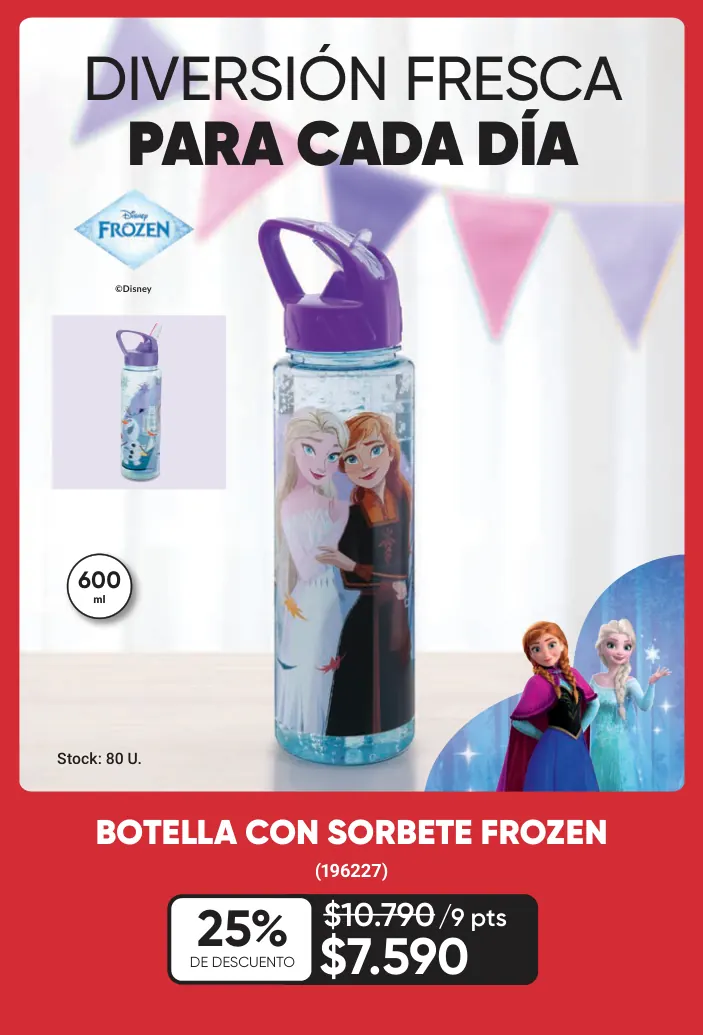 DIVERSIÓN FRESCA
PARA CADA DÍA
Disney
FROZEN
©Disney
600
ml
Stock: 80 U.
BOTELLA CON SORBETE FROZEN
(196227)
25%
DE DESCUENTO
$10.790 /9 pts
$7.590